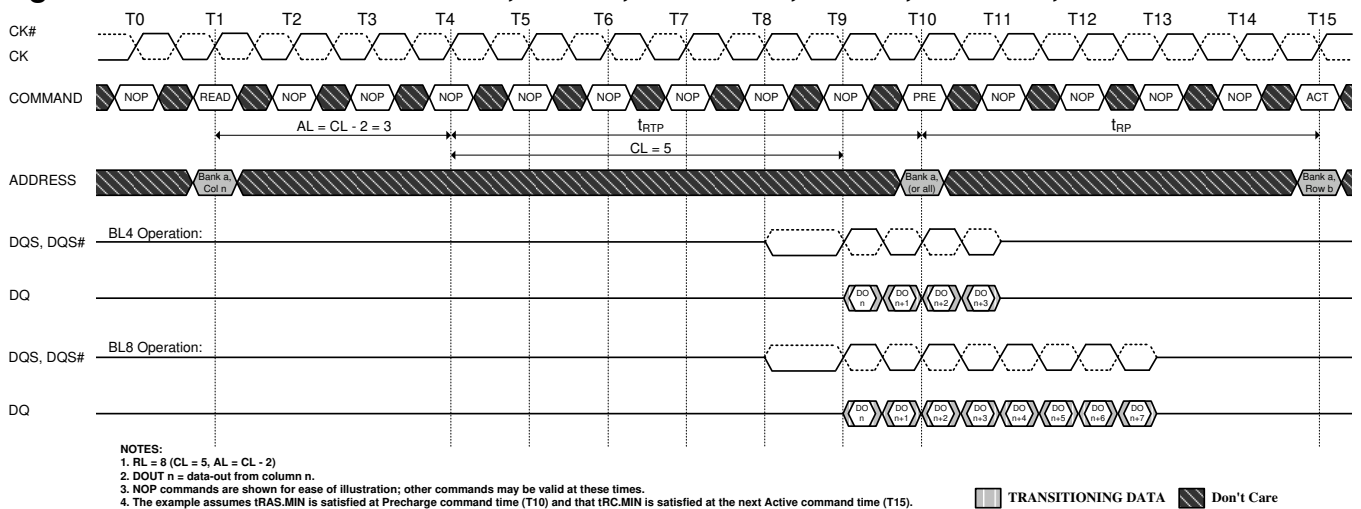 T0 T1 T2 T3 T4 T5 T6 T7 T8 T9 T10 T11 T12 T13 T14 T15
CK#
CK
COMMAND NOP READ NOP NOP NOP NOP NOP NOP NOP NOP PRE NOP NOP NOP NOP ACT
AL = CL - 2 = 3 tRTP tRP
CL = 5
ADDRESS Bank a, Col n Bank a, (or all) Bank a, Row b
BL4 Operation:
DQS, DQS#
DQ DO n DO n+1 DO n+2 DO n+3
BL8 Operation:
DQS, DQS#
DQ DO n DO n+1 DO n+2 DO n+3 DO n+4 DO n+5 DO n+6 DO n+7
NOTES:
1. RL = 8 (CL = 5, AL = CL - 2)
2. DOUT n = data-out from column n.
3. NOP commands are shown for ease of illustration; other commands may be valid at these times.
4. The example assumes tRAS.MIN is satisfied at Precharge command time (T10) and that tRC.MIN is satisfied at the next Active command time (T15).
TRANSITIONING DATA Don't Care